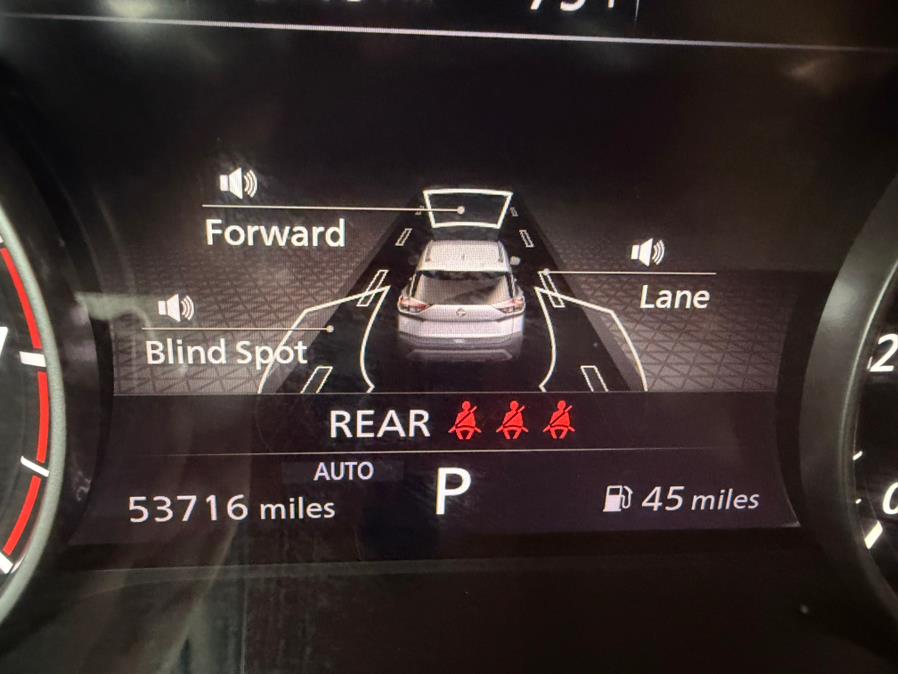 Forward
Lane
Blind Spot
REAR
AUTO
P
53716 miles
45 miles